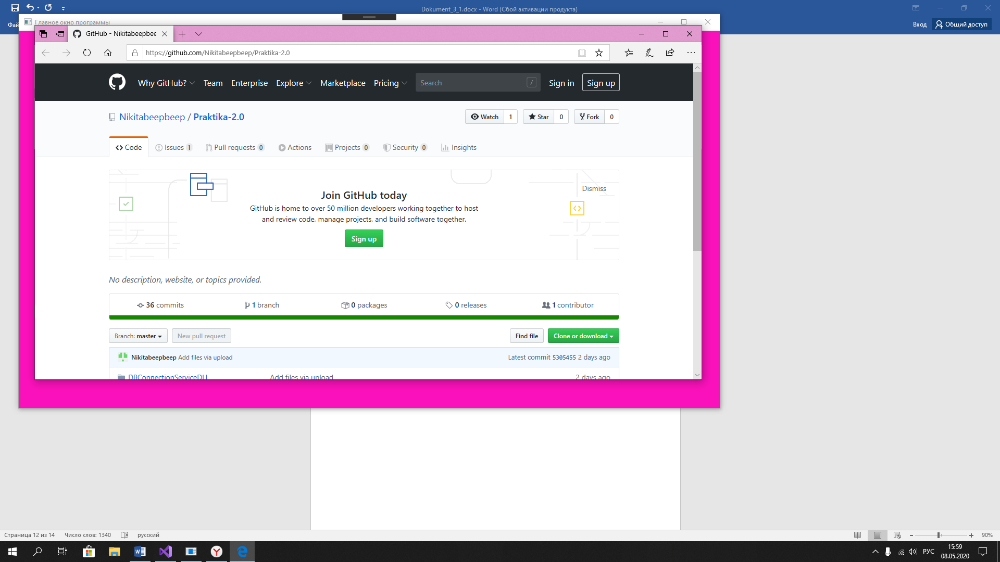 Dokument_3_1.docx - Word (Сбой активации продукта)
Фай
Вход
Общий доступ
Главное окно программы
GitHub - Nikitabeepbee
https://github.com/Nikitabeepbeep/Praktika-2.0
Why GitHub? Team Enterprise Explore Marketplace Pricing Search / Sign in Sign up
Nikitabeepbeep / Praktika-2.0
Watch 1 Star 0 Fork 0
Code Issues 1 Pull requests 0 Actions Projects 0 Security 0 Insights
Dismiss
Join GitHub today
GitHub is home to over 50 million developers working together to host
and review code, manage projects, and build software together.
Sign up
No description, website, or topics provided.
36 commits 1 branch 0 packages 0 releases 1 contributor
Branch: master New pull request Find file Clone or download
Nikitabeepbeep Add files via upload Latest commit 5305455 2 days ago
DBConnectionServiceDLL Add files via upload 2 days ago
Страница 12 из 14 Число слов: 1340 русский 90%
РУС
15:59
08.05.2020